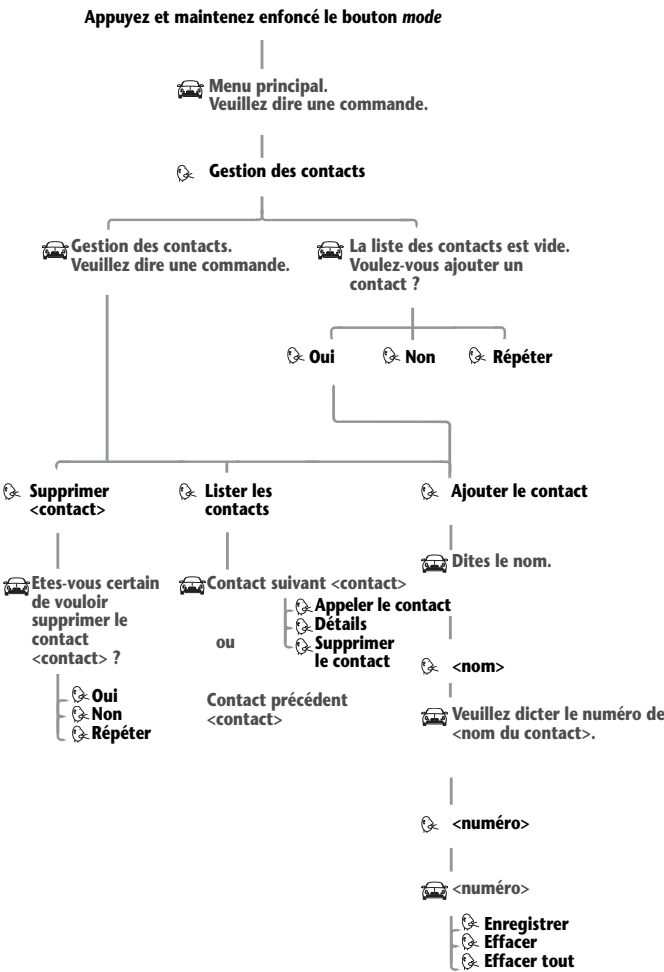 Appuyez et maintenez enfoncé le bouton mode
Menu principal.
Veuillez dire une commande.
Gestion des contacts
Gestion des contacts.
Veuillez dire une commande.
La liste des contacts est vide.
Voulez-vous ajouter un
contact ?
Oui
Non
Répéter
Supprimer
<contact>
Lister les
contacts
Ajouter le contact
Etes-vous certain
de vouloir
supprimer le
contact
<contact> ?
Oui
Non
Répéter
Contact suivant <contact>
Appeler le contact
Détails
Supprimer
le contact
ou
Contact précédent
<contact>
Dites le nom.
<nom>
Veuillez dicter le numéro de
<nom du contact>.
<numéro>
<numéro>
Enregistrer
Effacer
Effacer tout